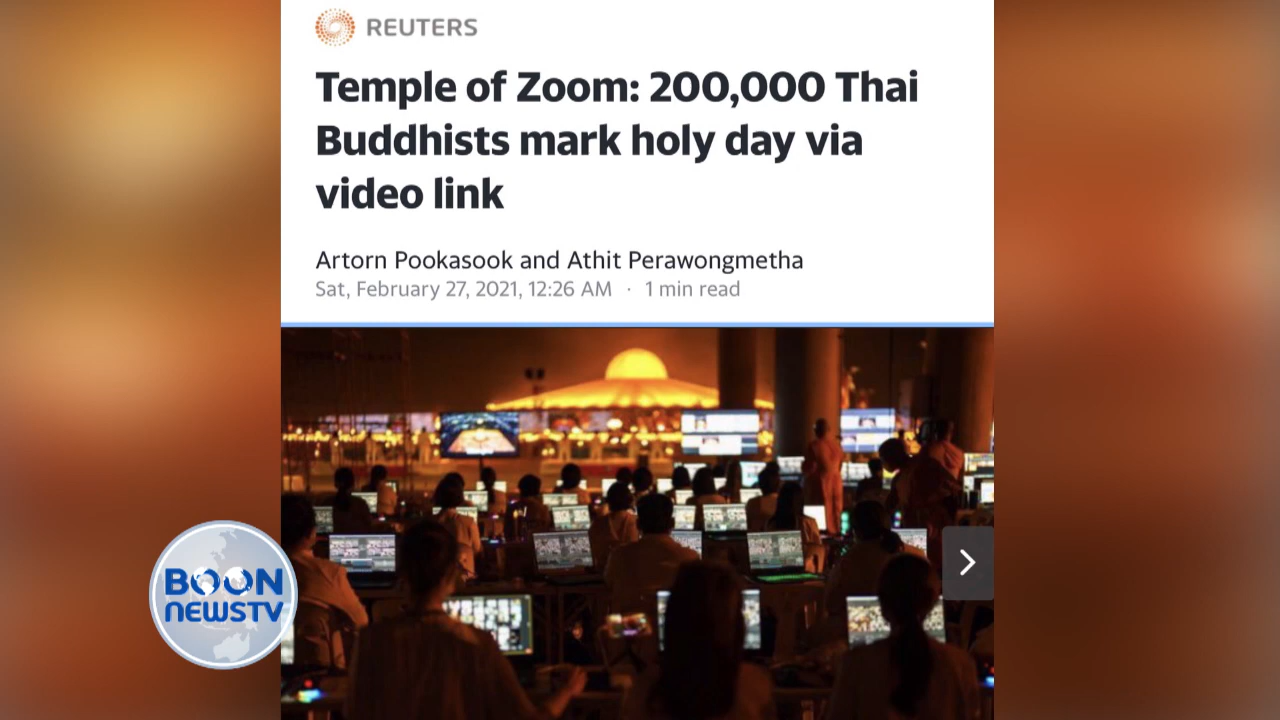 REUTERS
Temple of Zoom: 200,000 Thai
Buddhists mark holy day via
video link
Artorn Pookasook and Athit Perawongmetha
Sat, February 27, 2021, 12:26 AM · 1 min read
BOON
NEWSTV